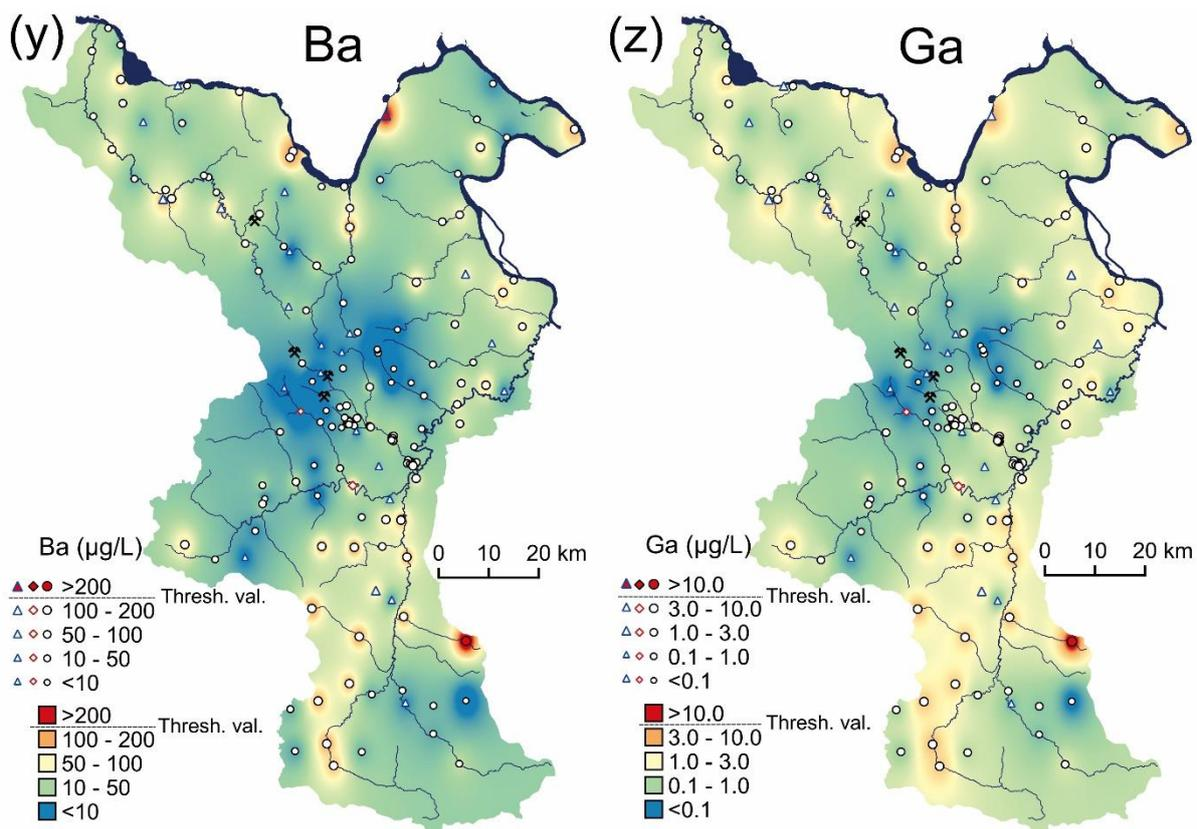 (y) Ba
Ba (µg/L)
>200
Thresh. val.
100 - 200
50 - 100
10 - 50
<10
>200
Thresh. val.
100 - 200
50 - 100
10 - 50
<10
0 10 20 km
(z) Ga
Ga (µg/L)
>10.0
Thresh. val.
3.0 - 10.0
1.0 - 3.0
0.1 - 1.0
<0.1
>10.0
Thresh. val.
3.0 - 10.0
1.0 - 3.0
0.1 - 1.0
<0.1
0 10 20 km